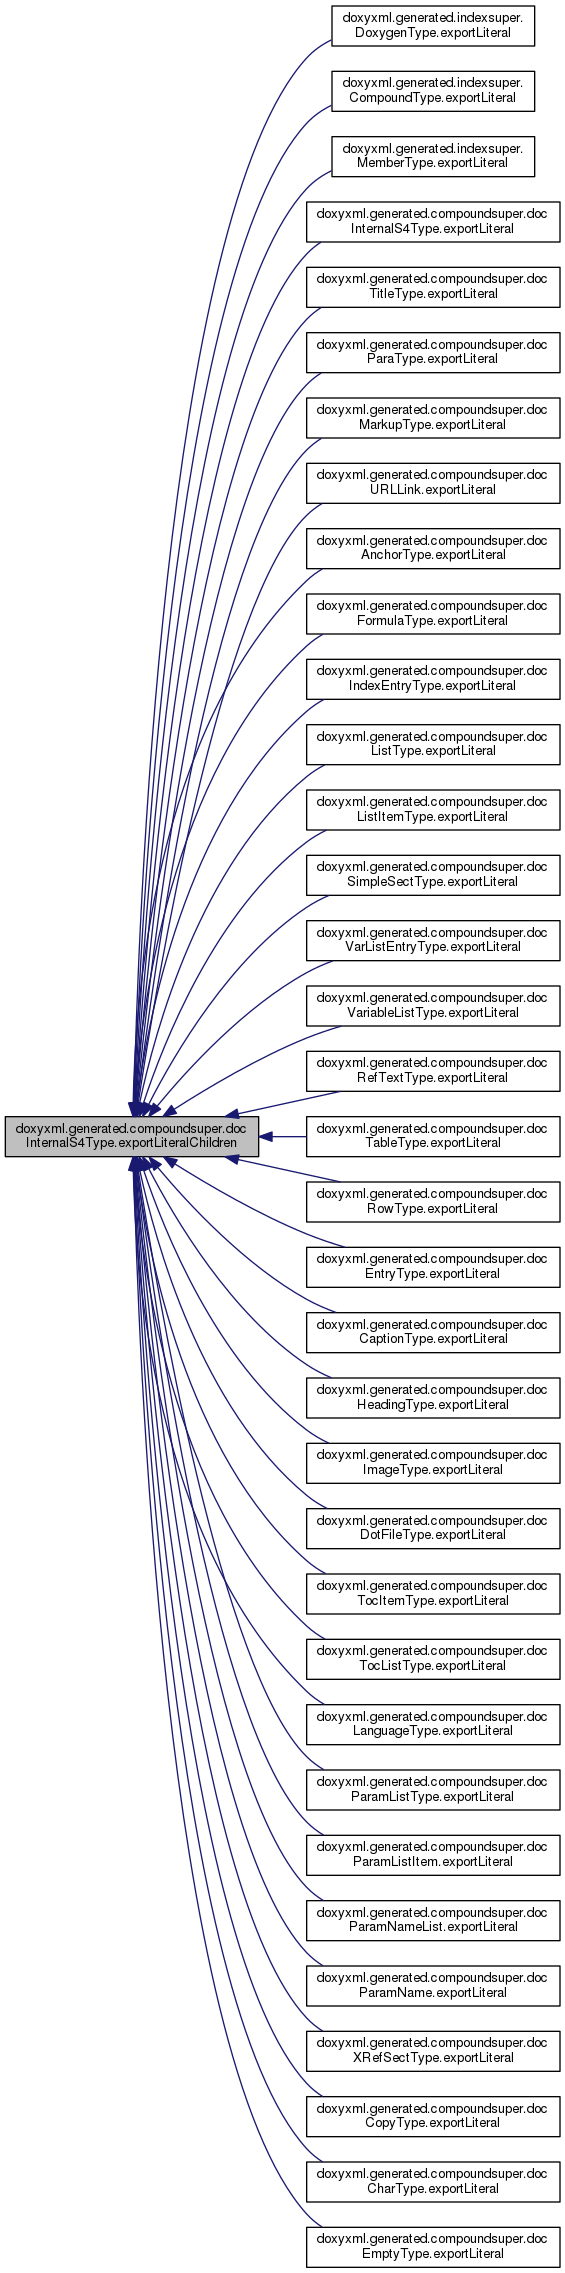 doxyxml.generated.indexsuper.
DoxygenType.exportLiteral
doxyxml.generated.indexsuper.
CompoundType.exportLiteral
doxyxml.generated.indexsuper.
MemberType.exportLiteral
doxyxml.generated.compoundsuper.doc
InternalS4Type.exportLiteral
doxyxml.generated.compoundsuper.doc
TitleType.exportLiteral
doxyxml.generated.compoundsuper.doc
ParaType.exportLiteral
doxyxml.generated.compoundsuper.doc
MarkupType.exportLiteral
doxyxml.generated.compoundsuper.doc
URLLink.exportLiteral
doxyxml.generated.compoundsuper.doc
AnchorType.exportLiteral
doxyxml.generated.compoundsuper.doc
FormulaType.exportLiteral
doxyxml.generated.compoundsuper.doc
IndexEntryType.exportLiteral
doxyxml.generated.compoundsuper.doc
ListType.exportLiteral
doxyxml.generated.compoundsuper.doc
ListItemType.exportLiteral
doxyxml.generated.compoundsuper.doc
SimpleSectType.exportLiteral
doxyxml.generated.compoundsuper.doc
VarListEntryType.exportLiteral
doxyxml.generated.compoundsuper.doc
VariableListType.exportLiteral
doxyxml.generated.compoundsuper.doc
RefTextType.exportLiteral
doxyxml.generated.compoundsuper.doc
InternalS4Type.exportLiteralChildren
doxyxml.generated.compoundsuper.doc
TableType.exportLiteral
doxyxml.generated.compoundsuper.doc
RowType.exportLiteral
doxyxml.generated.compoundsuper.doc
EntryType.exportLiteral
doxyxml.generated.compoundsuper.doc
CaptionType.exportLiteral
doxyxml.generated.compoundsuper.doc
HeadingType.exportLiteral
doxyxml.generated.compoundsuper.doc
ImageType.exportLiteral
doxyxml.generated.compoundsuper.doc
DotFileType.exportLiteral
doxyxml.generated.compoundsuper.doc
TocItemType.exportLiteral
doxyxml.generated.compoundsuper.doc
TocListType.exportLiteral
doxyxml.generated.compoundsuper.doc
LanguageType.exportLiteral
doxyxml.generated.compoundsuper.doc
ParamListType.exportLiteral
doxyxml.generated.compoundsuper.doc
ParamListItem.exportLiteral
doxyxml.generated.compoundsuper.doc
ParamNameList.exportLiteral
doxyxml.generated.compoundsuper.doc
ParamName.exportLiteral
doxyxml.generated.compoundsuper.doc
XRefSectType.exportLiteral
doxyxml.generated.compoundsuper.doc
CopyType.exportLiteral
doxyxml.generated.compoundsuper.doc
CharType.exportLiteral
doxyxml.generated.compoundsuper.doc
EmptyType.exportLiteral